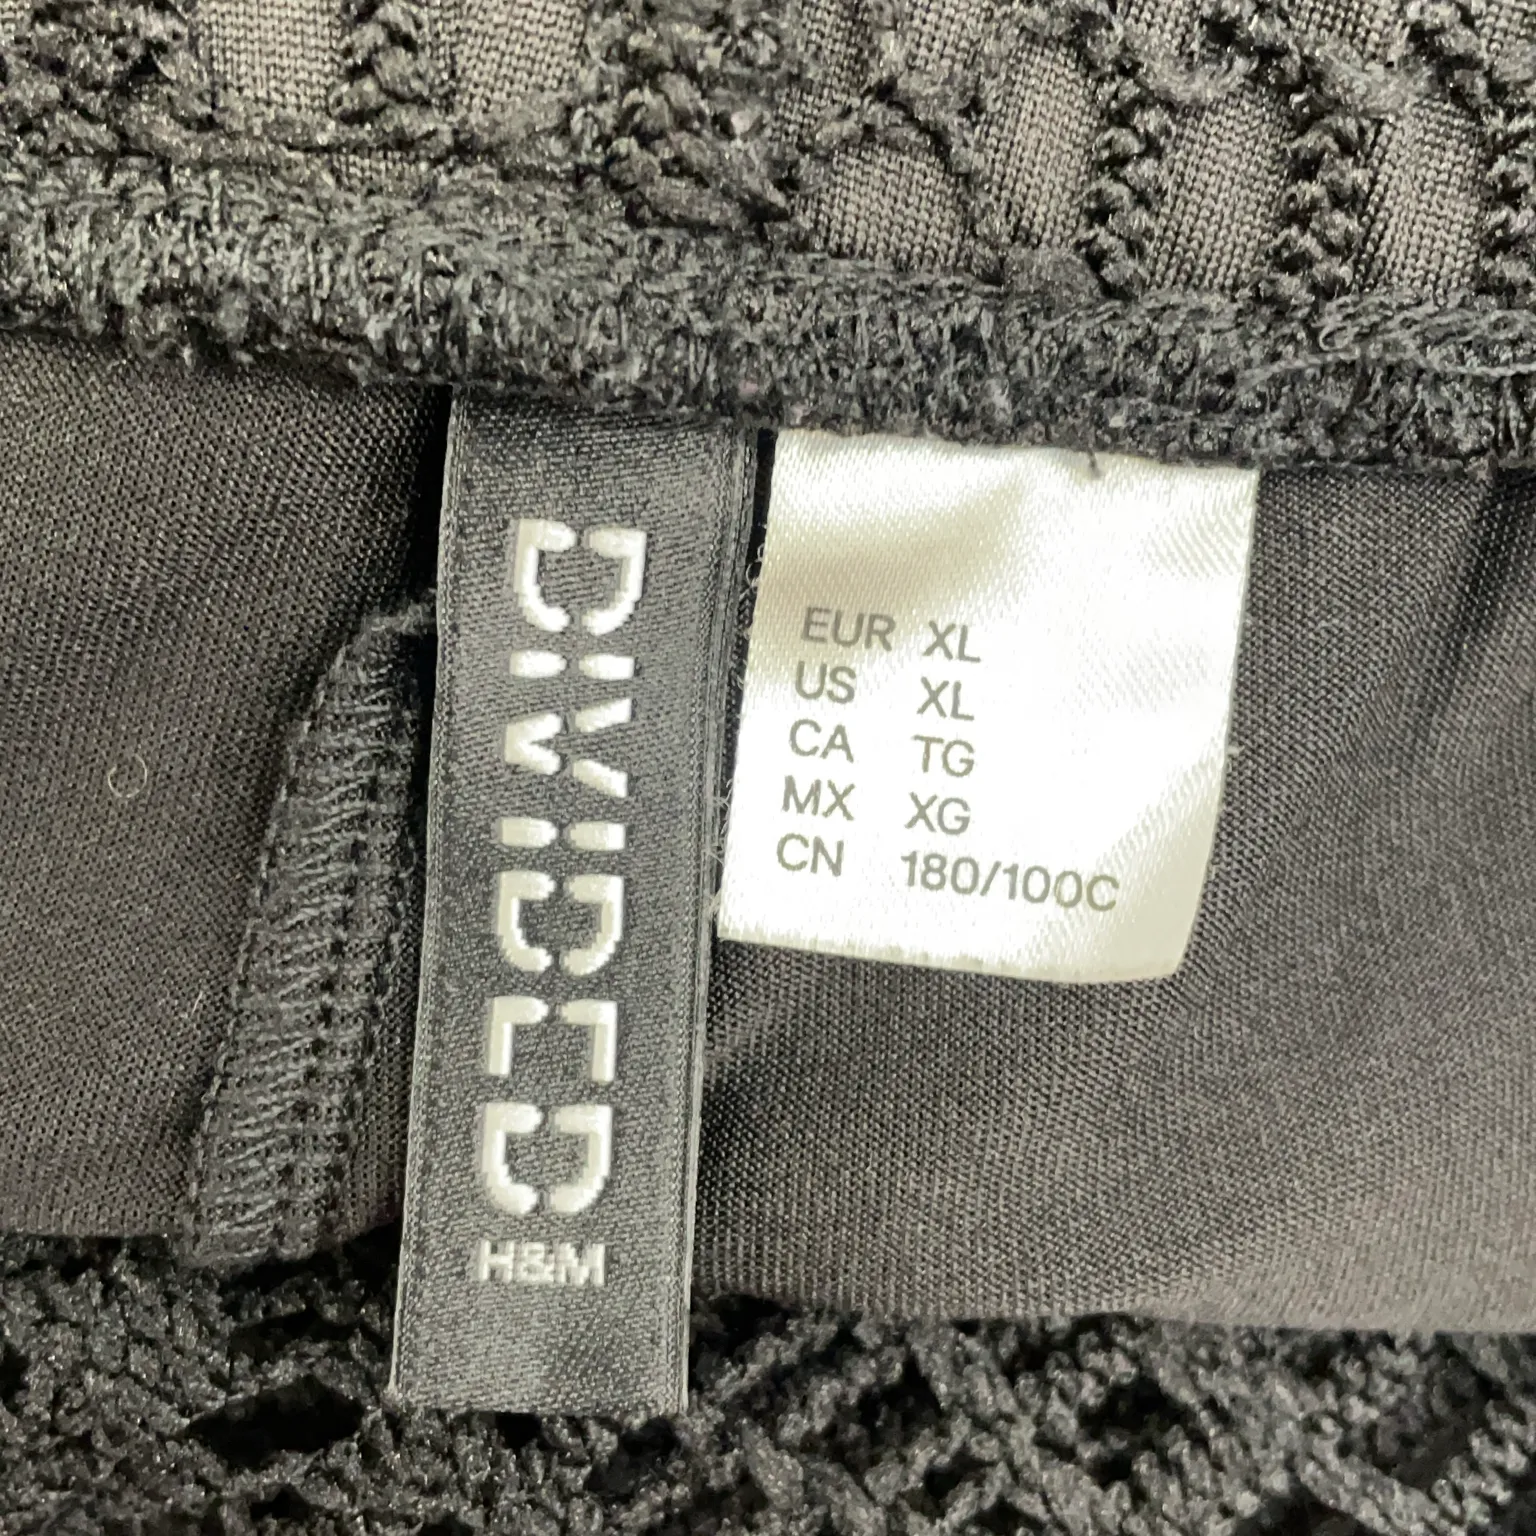 DIVIDED
H&M
EUR XL
US XL
CA TG
MX XG
CN 180/100C